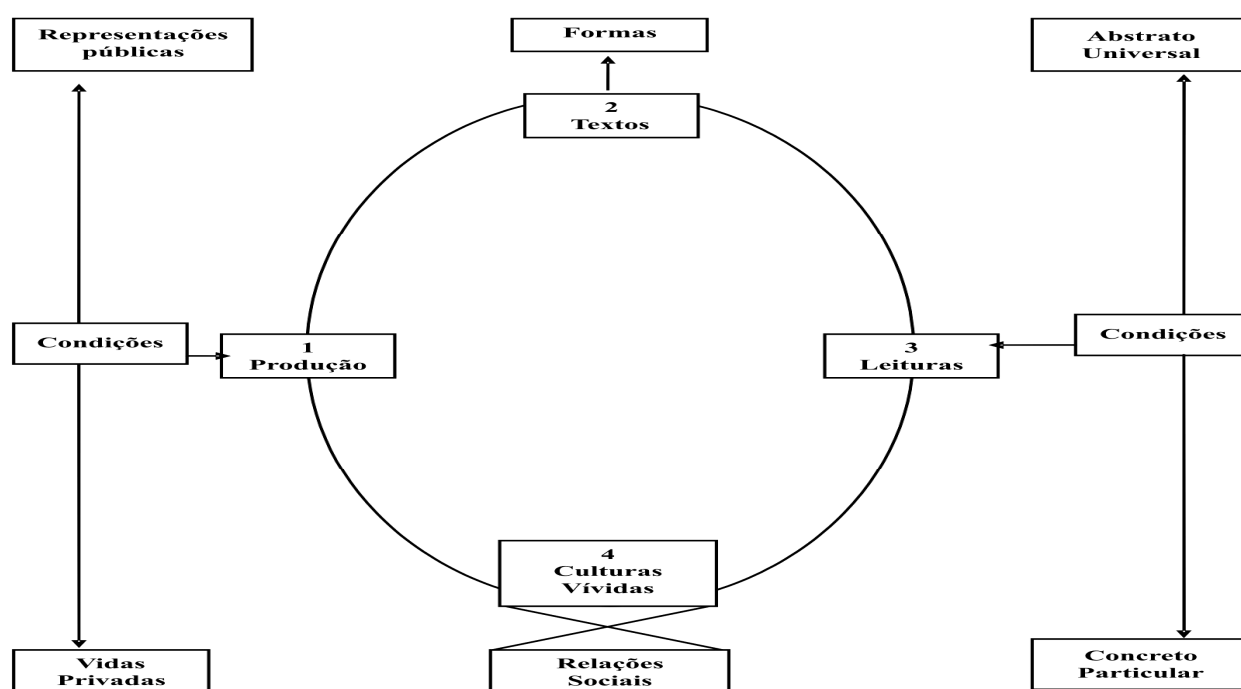 Representações
públicas
Formas
Abstrato
Universal
2
Textos
Condições
1
Produção
3
Leituras
Condições
4
Culturas
Vívidas
Vidas
Privadas
Relações
Sociais
Concreto
Particular